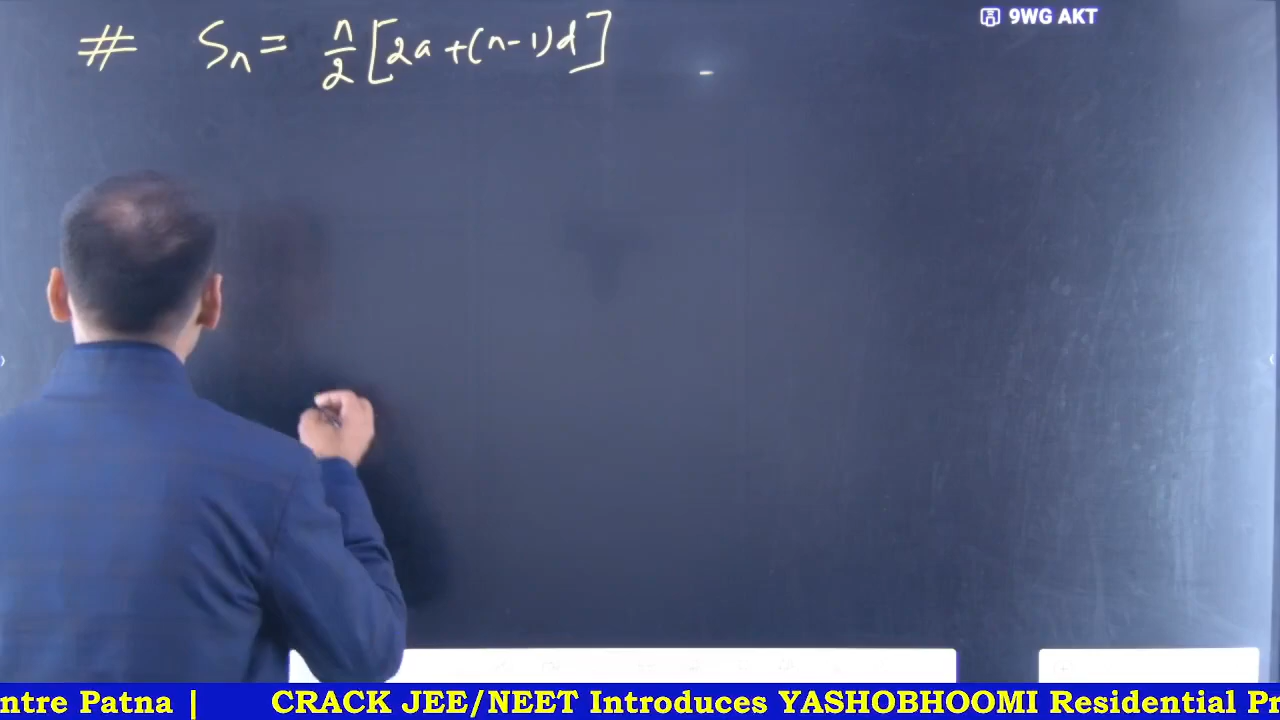 # Sn = n/2 [2a + (n-1)d]
9WG AKT
ntre Patna | CRACK JEE/NEET Introduces YASHOBHOOMI Residential Pr